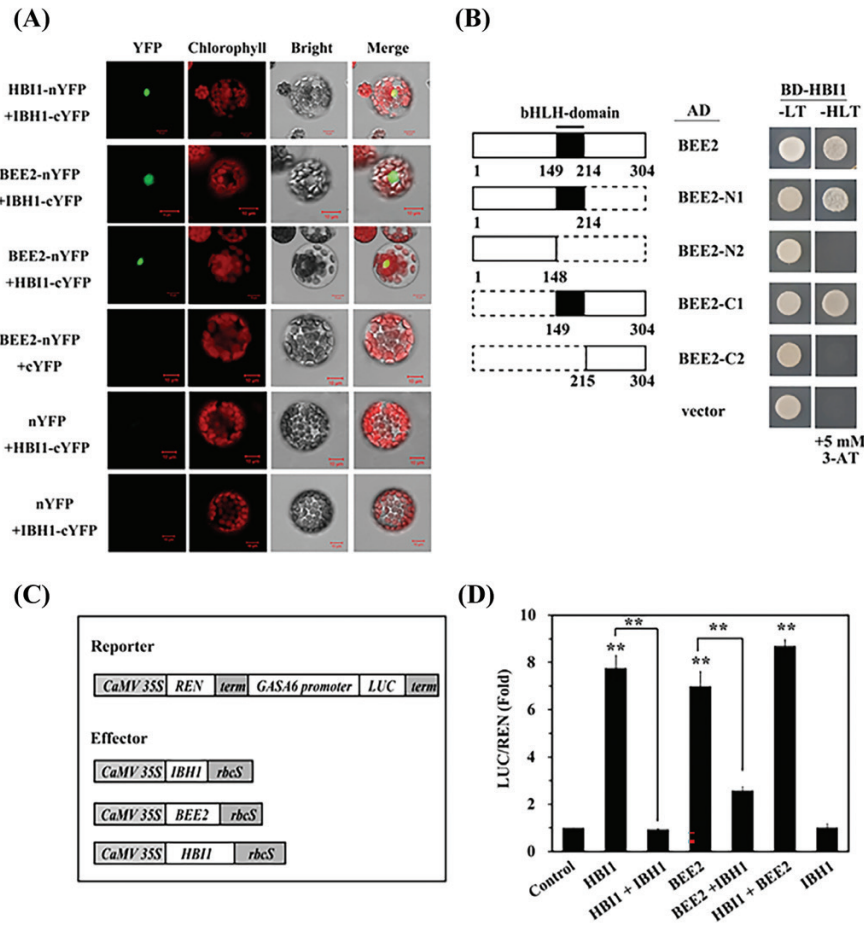 (A)
YFP Chlorophyll Bright Merge
HBI1-nYFP
+IBH1-cYFP
BEE2-nYFP
+IBH1-cYFP
BEE2-nYFP
+HBI1-cYFP
BEE2-nYFP
+cYFP
nYFP
+HBI1-cYFP
nYFP
+IBH1-cYFP
(B)
BD-HBI1
bHLH-domain AD -LT -HLT
BEE2
1 149 214 304
BEE2-N1
1 214
BEE2-N2
1 148
BEE2-C1
149 304
BEE2-C2
215 304
vector
+5 mM
3-AT
(C)
Reporter
CaMV 35S REN term GASA6 promoter LUC term
Effector
CaMV 35S IBH1 rbcS
CaMV 35S BEE2 rbcS
CaMV 35S HBI1 rbcS
(D)
LUC/REN (Fold)
10
8
6
4
2
0
** ** ** ** **
Control HBI1 HBI1 + IBH1 BEE2 BEE2 +IBH1 HBI1 + BEE2 IBH1